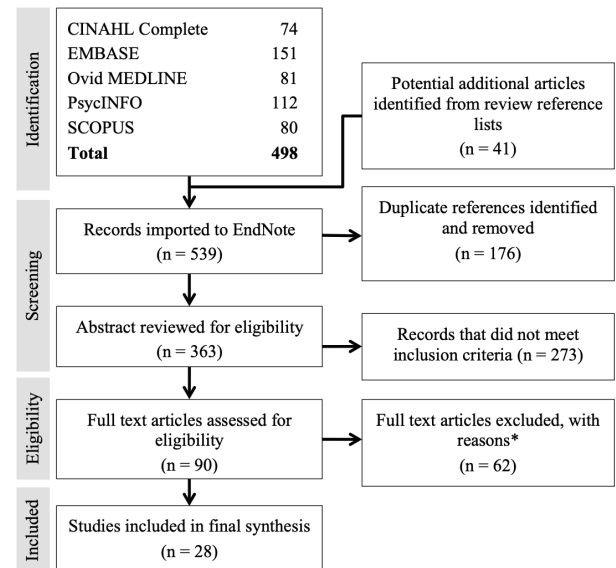 Identification
CINAHL Complete 74
EMBASE 151
Ovid MEDLINE 81
PsycINFO 112
SCOPUS 80
Total 498
Potential additional articles
identified from review reference
lists
(n = 41)
Screening
Records imported to EndNote
(n = 539)
Duplicate references identified
and removed
(n = 176)
Abstract reviewed for eligibility
(n = 363)
Records that did not meet
inclusion criteria (n = 273)
Eligibility
Full text articles assessed for
eligibility
(n = 90)
Full text articles excluded, with
reasons*
(n = 62)
Included
Studies included in final synthesis
(n = 28)